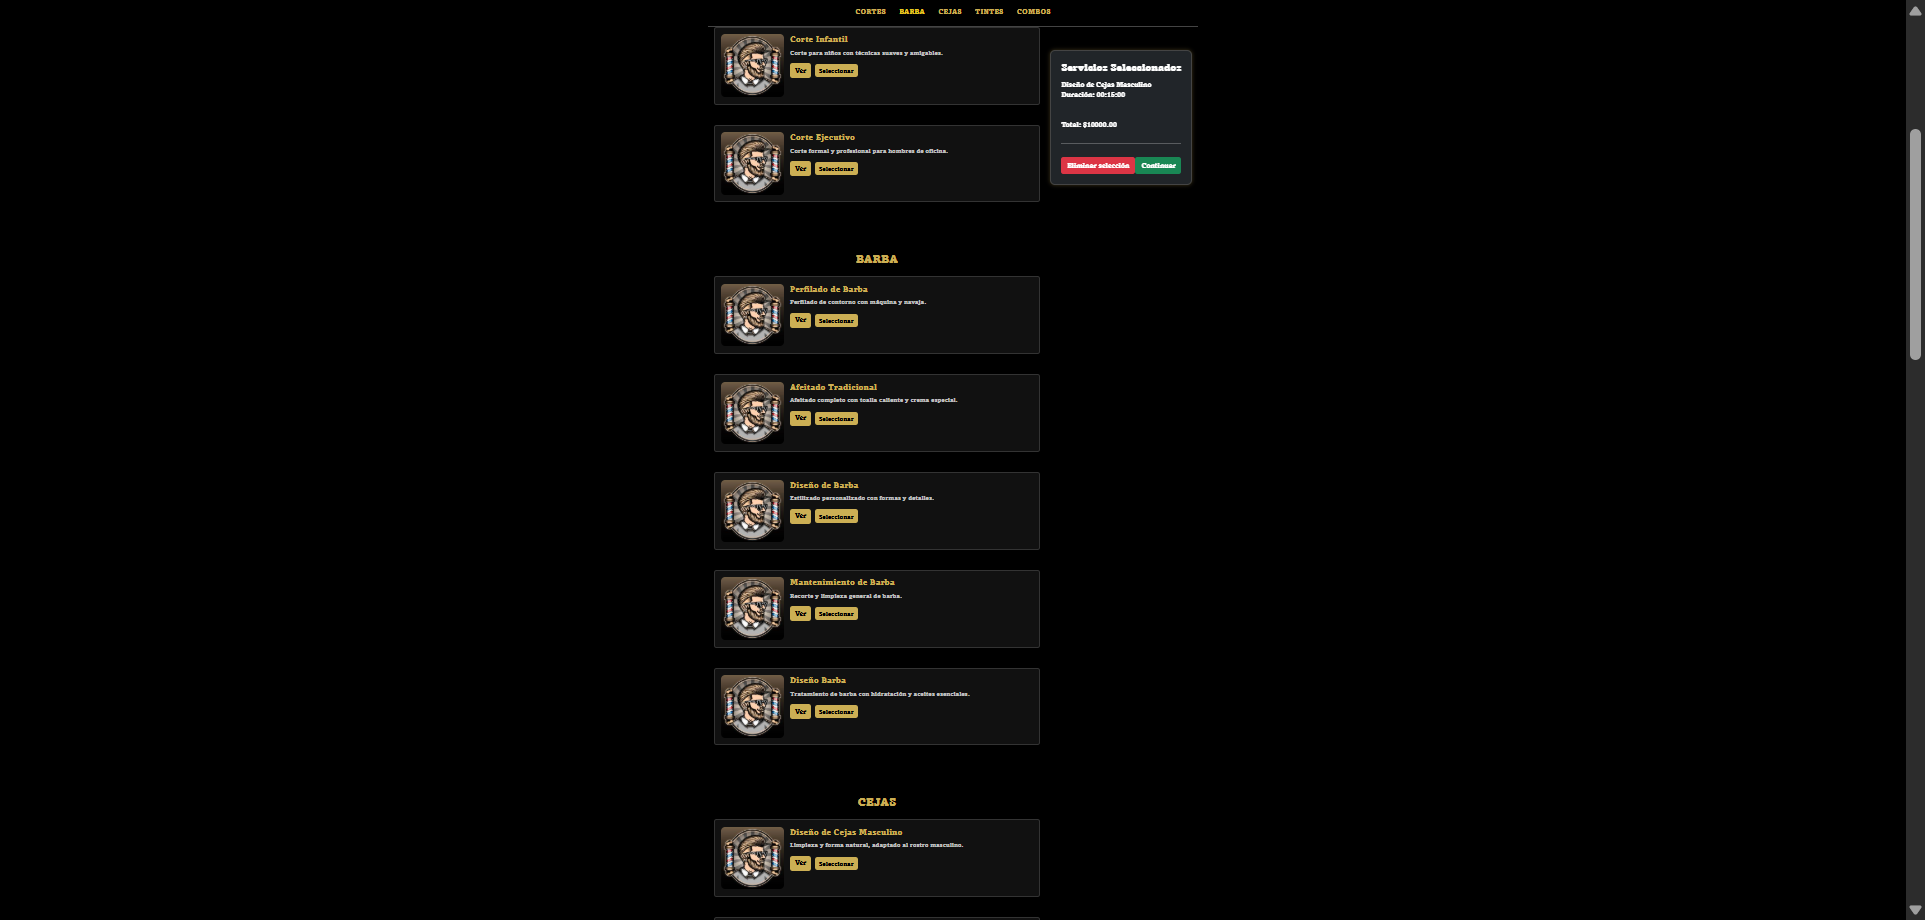 CORTES BARBA CEJAS TINTES COMBOS
Corte Infantil
Corte para niños con técnicas suaves y amigables.
Ver Seleccionar
Corte Ejecutivo
Corte formal y profesional para hombres de oficina.
Ver Seleccionar
Servicios Seleccionados
Diseño de Cejas Masculino
Duración: 00:15:00
Total: $10000.00
Eliminar selección Continuar
BARBA
Perfilado de Barba
Perfilado de contorno con máquina y navaja.
Ver Seleccionar
Afeitado Tradicional
Afeitado completo con toalla caliente y crema especial.
Ver Seleccionar
Diseño de Barba
Estilizado personalizado con formas y detalles.
Ver Seleccionar
Mantenimiento de Barba
Recorte y limpieza general de barba.
Ver Seleccionar
Diseño Barba
Tratamiento de barba con hidratación y aceites esenciales.
Ver Seleccionar
CEJAS
Diseño de Cejas Masculino
Limpieza y forma natural, adaptado al rostro masculino.
Ver Seleccionar